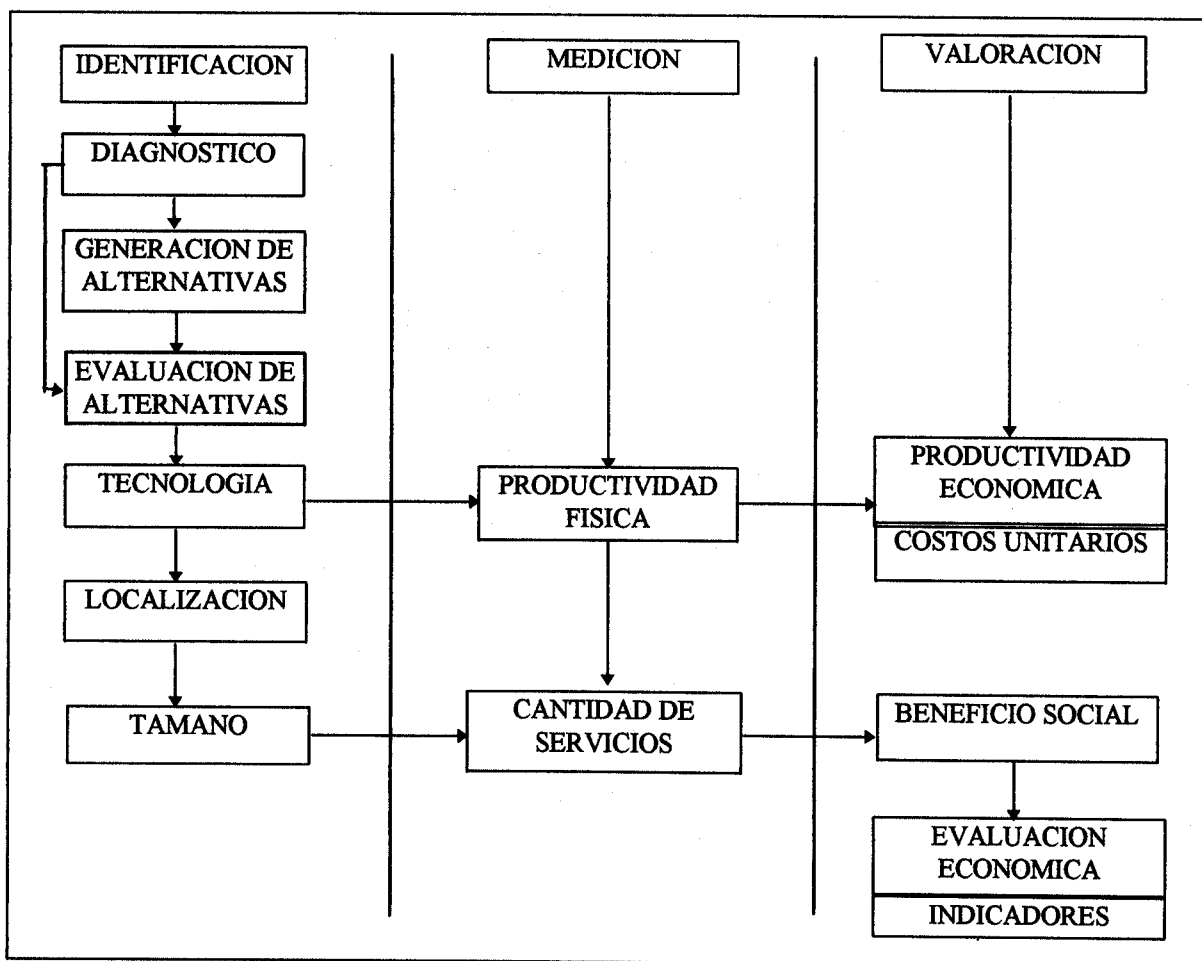 IDENTIFICACION
DIAGNOSTICO
GENERACION DE
ALTERNATIVAS
EVALUACION DE
ALTERNATIVAS
TECNOLOGIA
LOCALIZACION
TAMANO
MEDICION
PRODUCTIVIDAD
FISICA
CANTIDAD DE
SERVICIOS
VALORACION
PRODUCTIVIDAD
ECONOMICA
COSTOS UNITARIOS
BENEFICIO SOCIAL
EVALUACION
ECONOMICA
INDICADORES